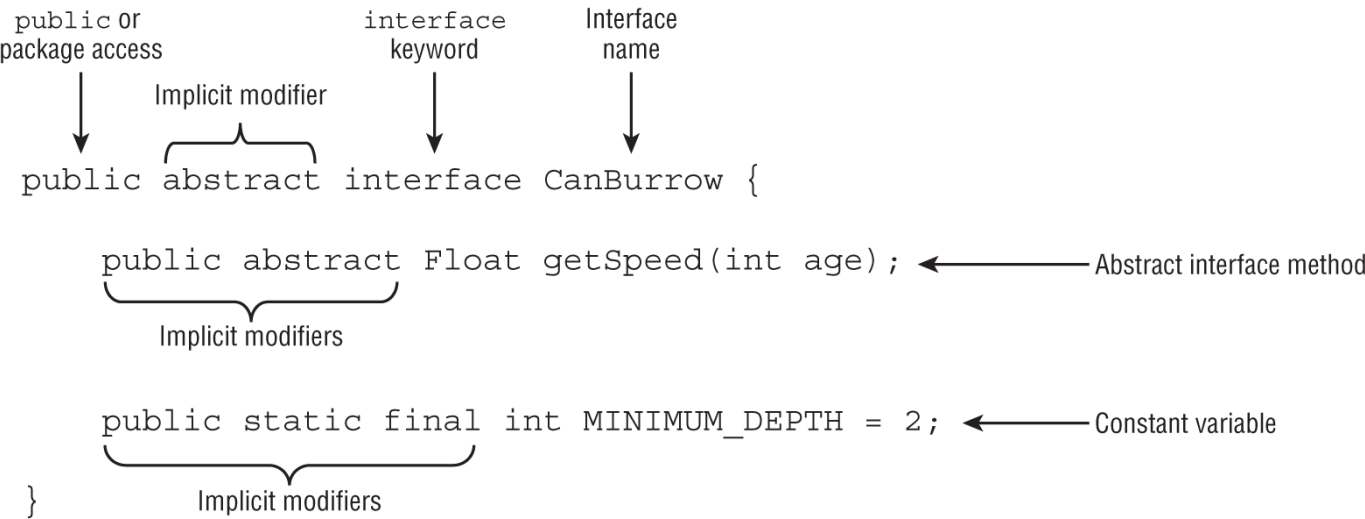 public or
package access
interface
keyword
Interface
name
Implicit modifier
public abstract interface CanBurrow {
public abstract Float getSpeed(int age);
Abstract interface method
Implicit modifiers
public static final int MINIMUM_DEPTH = 2;
Constant variable
Implicit modifiers
}